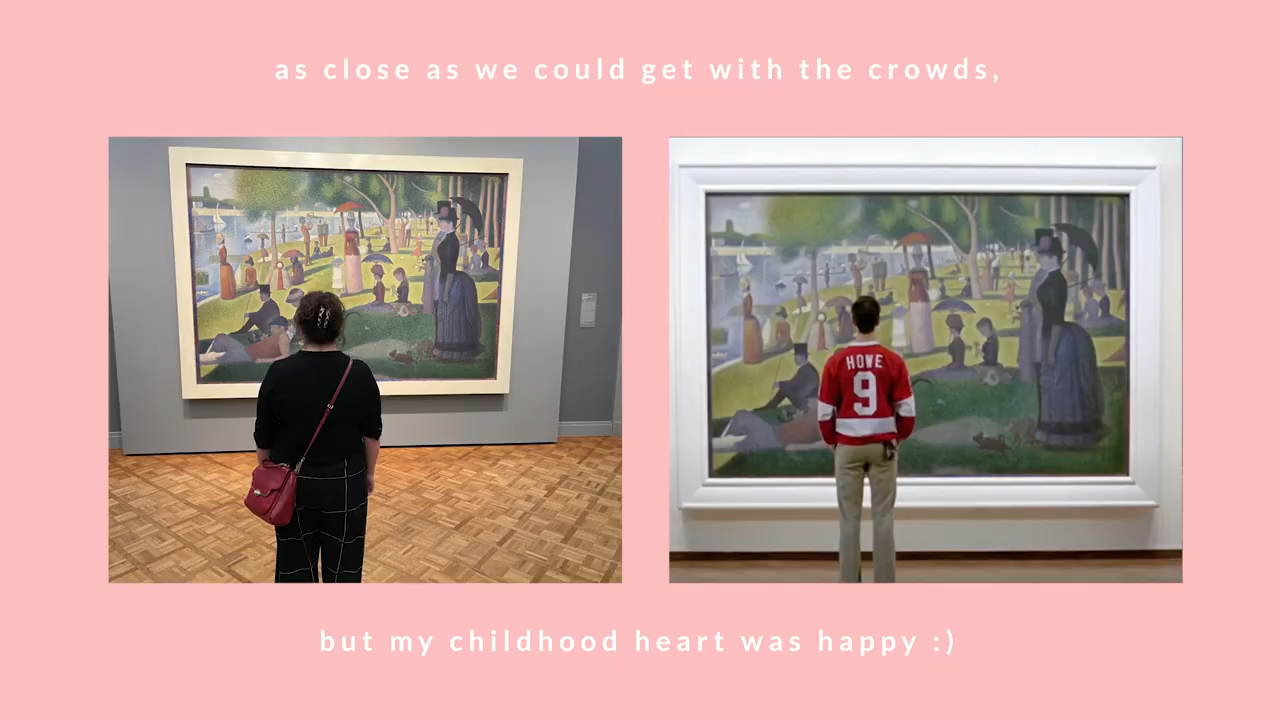 as close as we could get with the crowds,
HOWE
9
but my childhood heart was happy :)